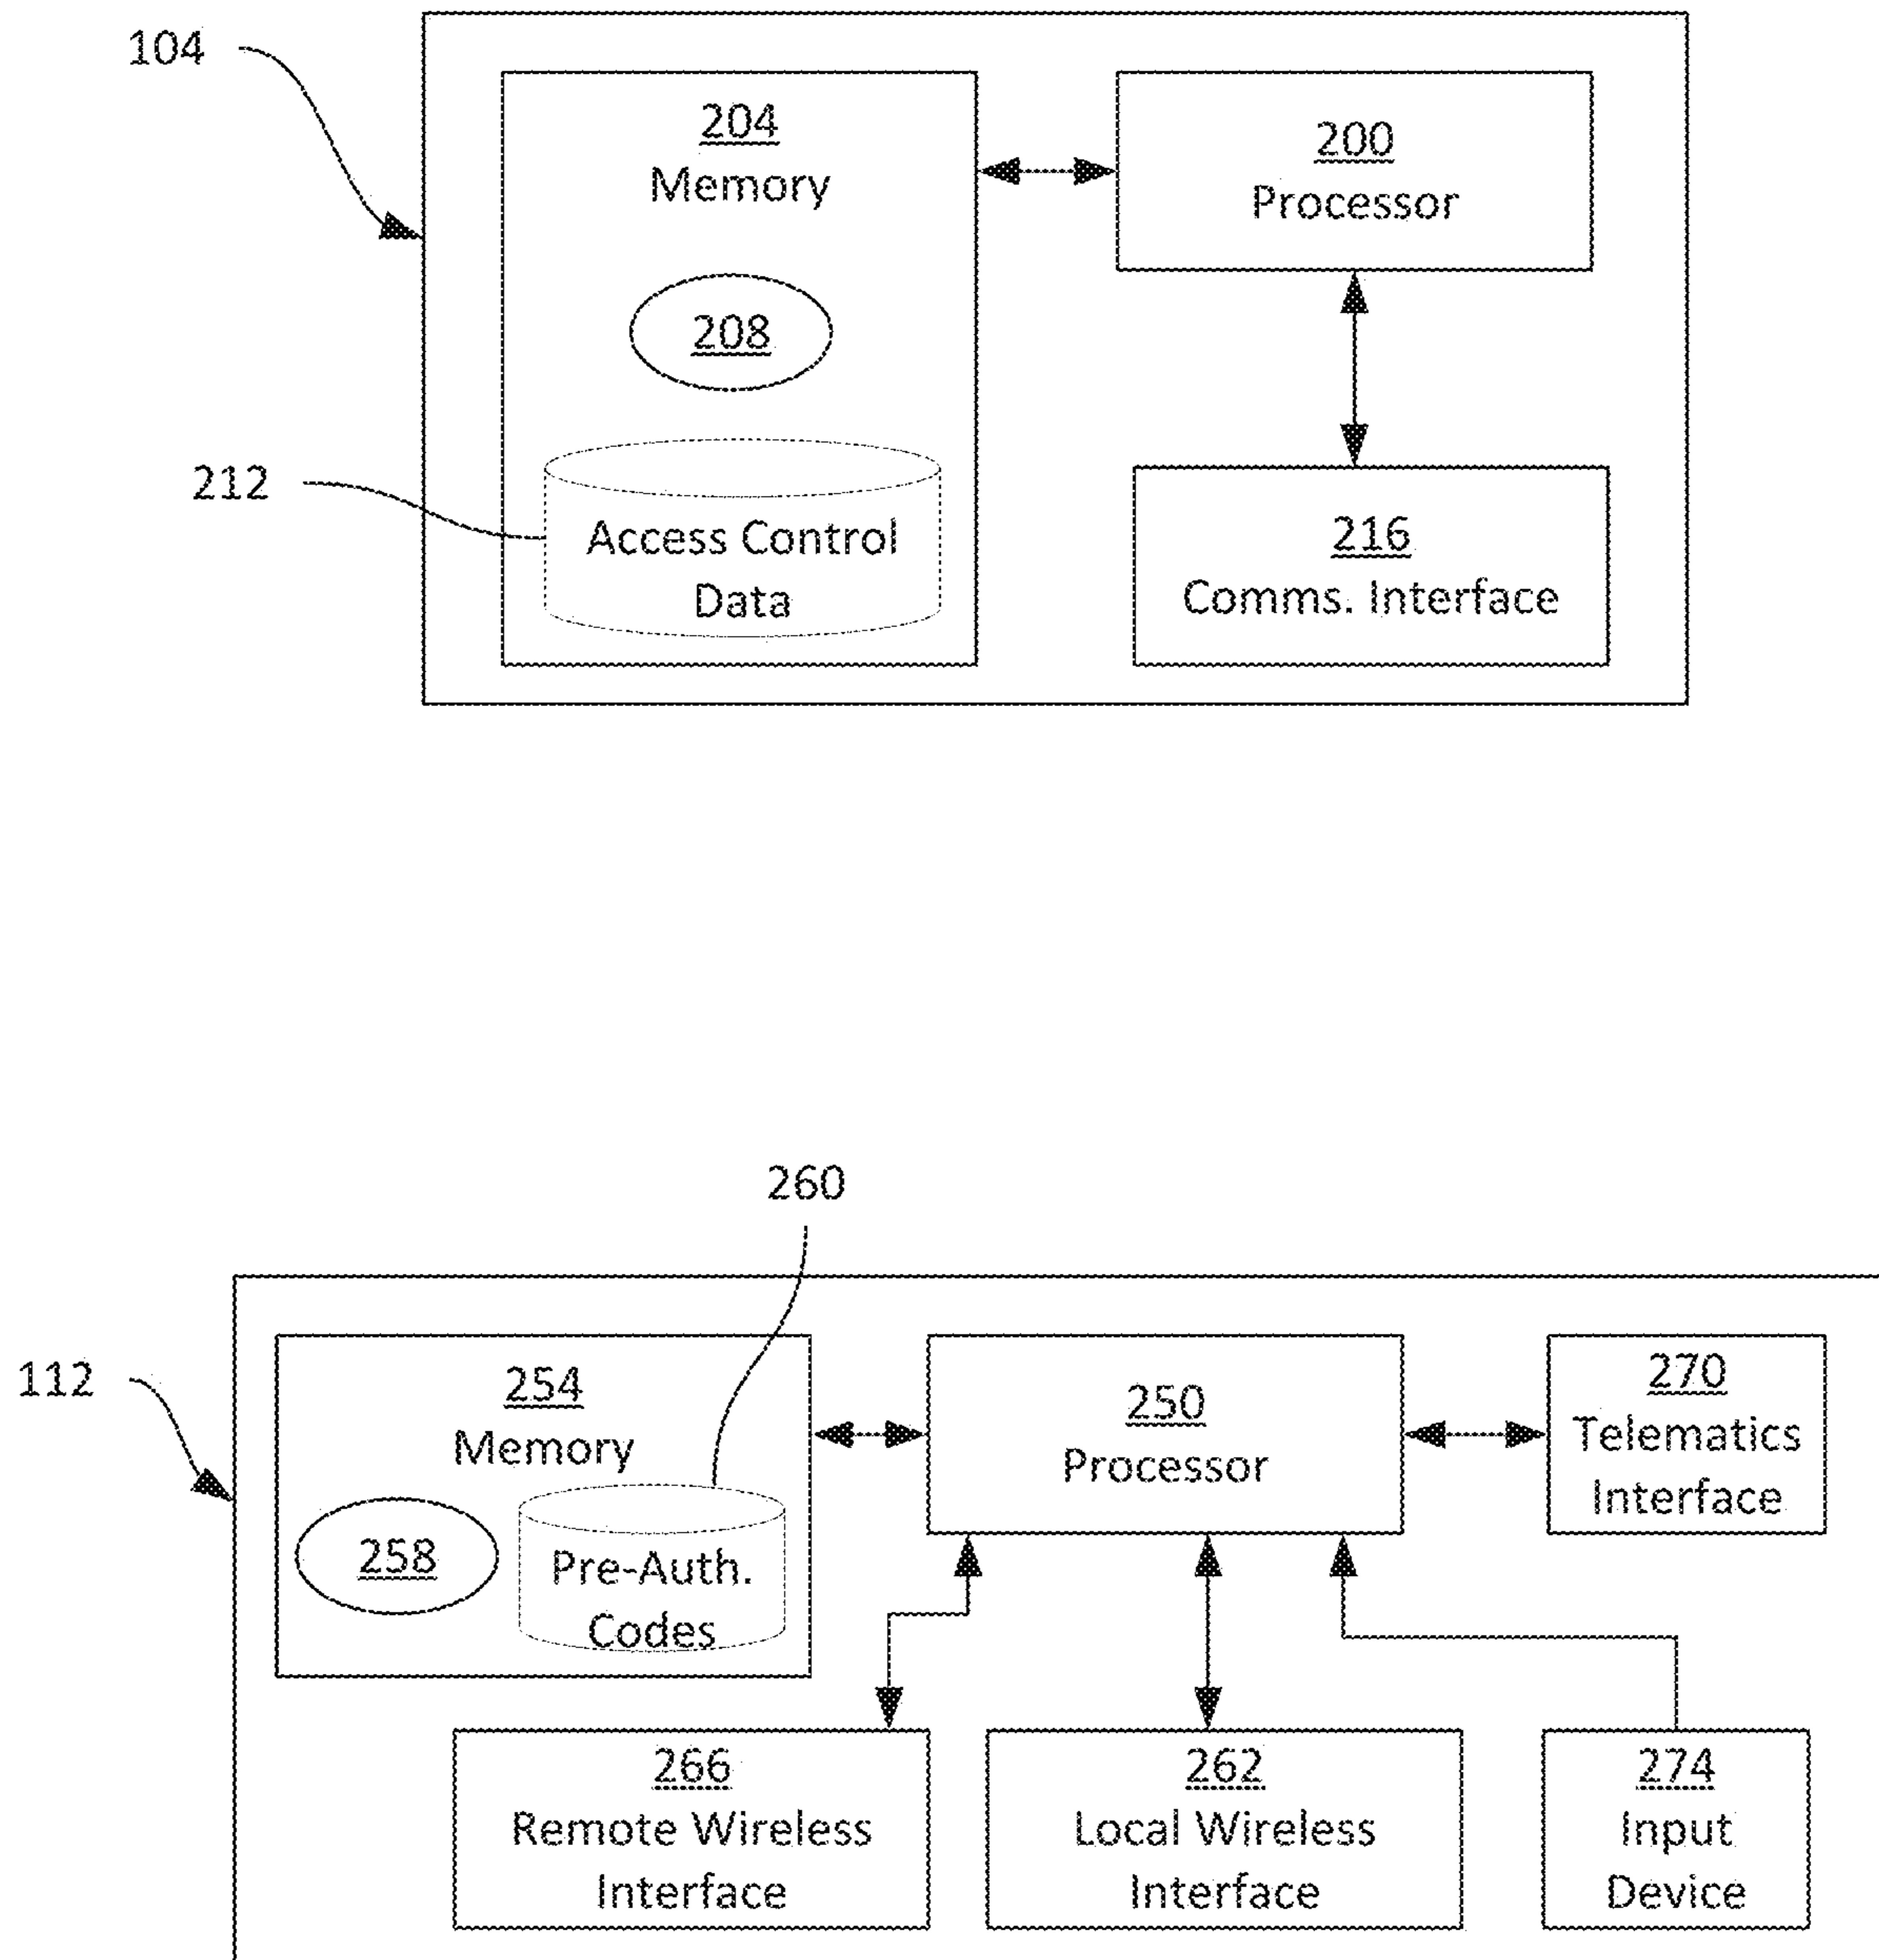 104
204
Memory
200
Processor
208
212
Access Control
Data
216
Comms. Interface
260
112
254
Memory
258
Pre-Auth.
Codes
250
Processor
270
Telematics
Interface
266
Remote Wireless
Interface
262
Local Wireless
Interface
274
Input
Device